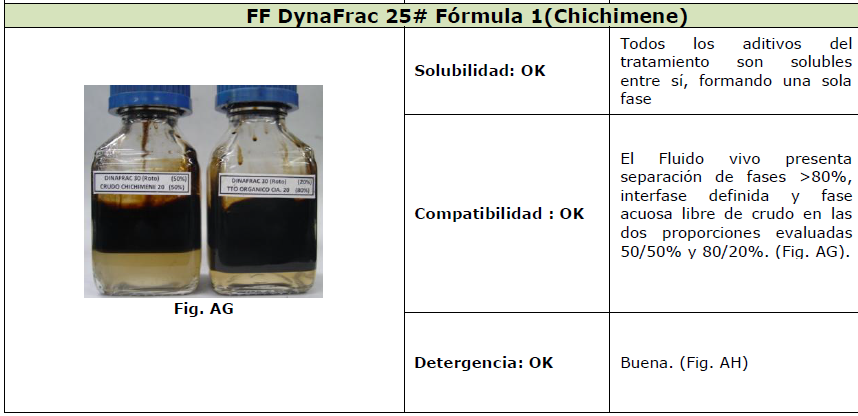 FF DynaFrac 25# Fórmula 1(Chichimene)
DINAFRAC 30 (Roto) (50%)
CRUDO CHICHIMENE 20 (50%)
DINAFRAC 30 (Roto) (20%)
TTO ORGANICO CIA. 20 (80%)
Fig. AG
Solubilidad: OK
Todos los aditivos del
tratamiento son solubles
entre sí, formando una sola
fase
Compatibilidad : OK
El Fluido vivo presenta
separación de fases >80%,
interfase definida y fase
acuosa libre de crudo en las
dos proporciones evaluadas
50/50% y 80/20%. (Fig. AG).
Detergencia: OK
Buena. (Fig. AH)